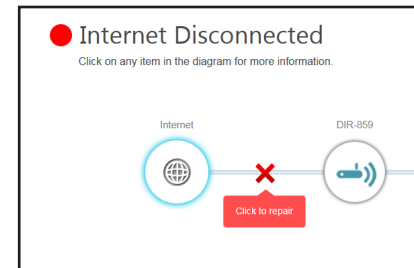 Internet Disconnected
Click on any item in the diagram for more information.
Internet
DIR-859
Click to repair